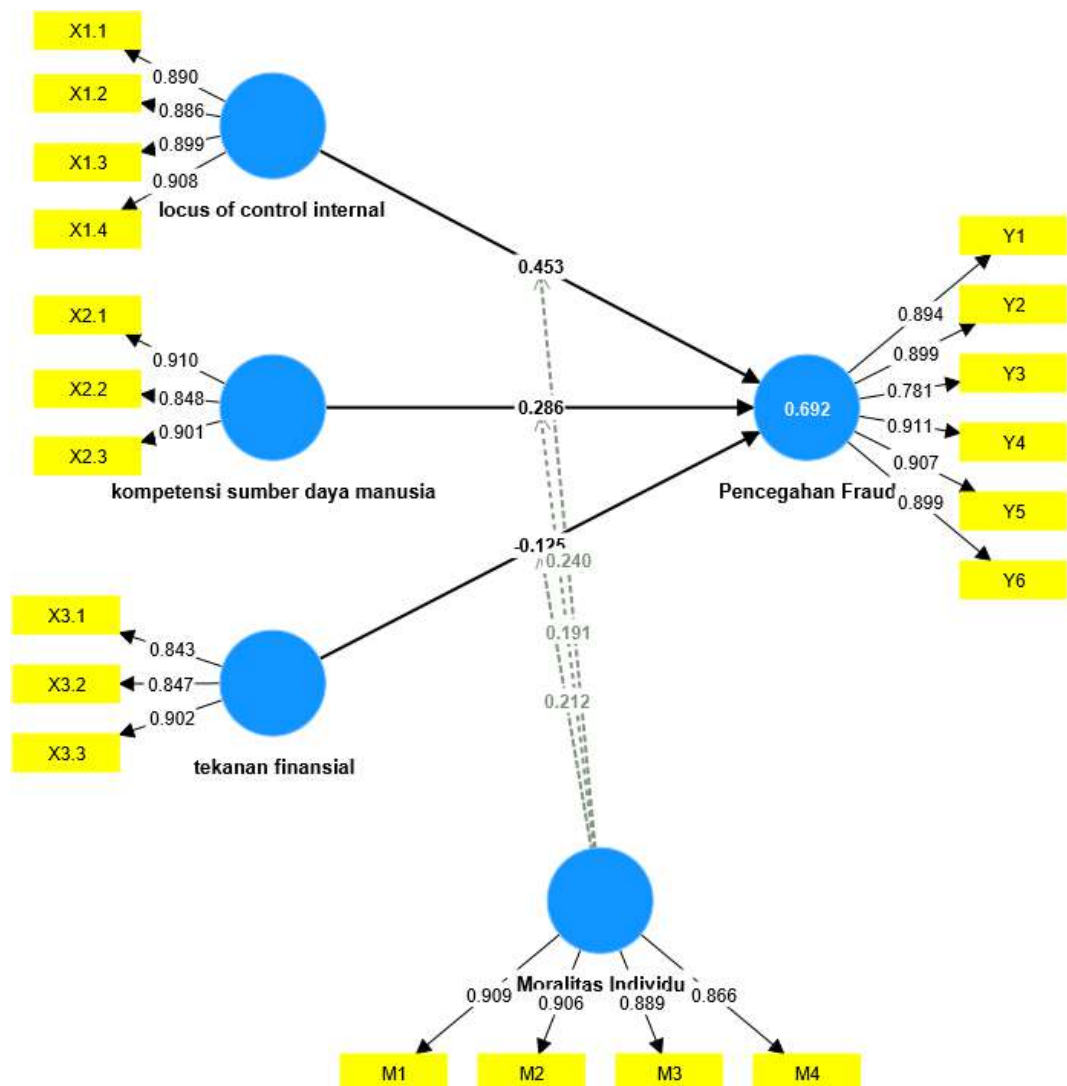 X1.1
0.890
X1.2
0.886
0.899
X1.3
0.908
X1.4
locus of control internal
0.453
X2.1
0.910
X2.2
0.848
0.901
X2.3
kompetensi sumber daya manusia
0.286
0.692
Pencegahan Fraud
Y1
0.894
Y2
0.899
Y3
0.781
0.911
Y4
0.907
0.899
Y5
Y6
-0.125
0.240
0.191
0.212
X3.1
0.843
X3.2
0.847
0.902
X3.3
tekanan finansial
Moralitas Individu
0.909
0.906
0.889
0.866
M1
M2
M3
M4